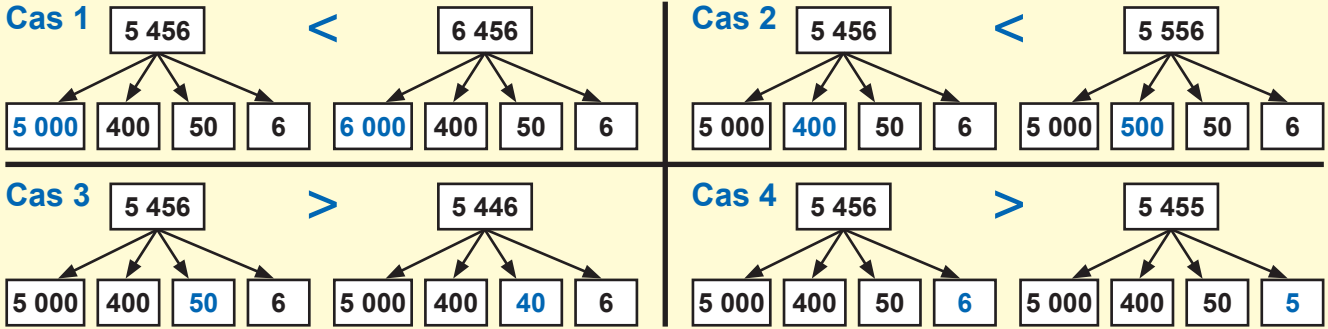 Cas 1 5 456 < 6 456
5 000 400 50 6 6 000 400 50 6
Cas 2 5 456 < 5 556
5 000 400 50 6 5 000 500 50 6
Cas 3 5 456 > 5 446
5 000 400 50 6 5 000 400 40 6
Cas 4 5 456 > 5 455
5 000 400 50 6 5 000 400 50 5